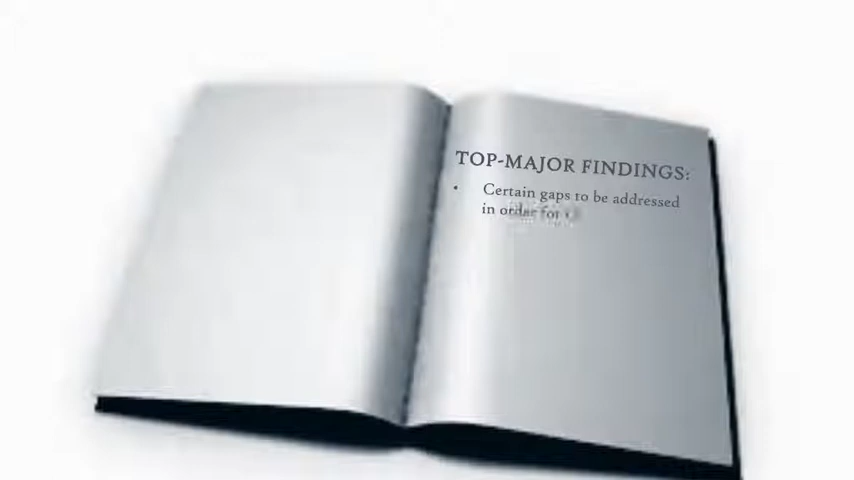 TOP-MAJOR FINDINGS:
• Certain gaps to be addressed
in order for